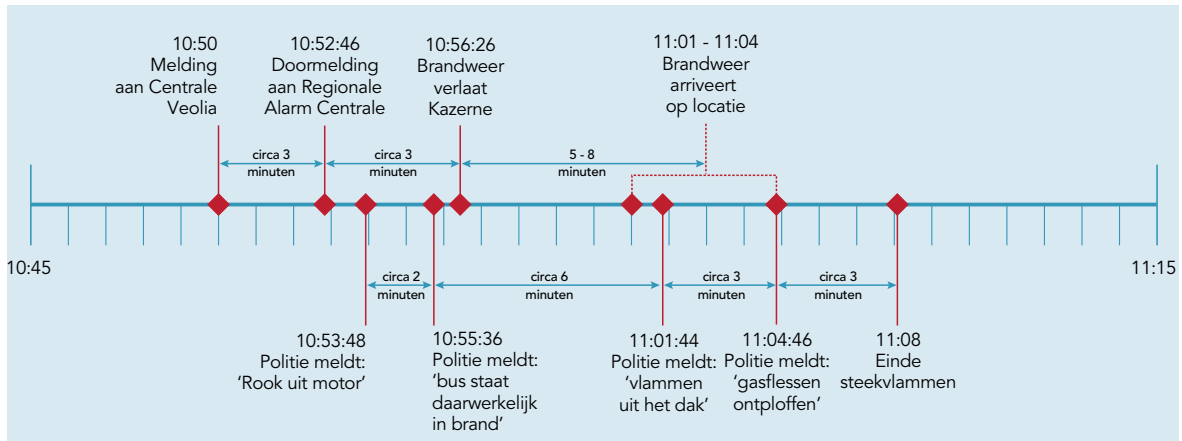 10:50
Melding
aan Centrale
Veolia
10:52:46
Doormelding
aan Regionale
Alarm Centrale
10:56:26
Brandweer
verlaat
Kazerne
11:01 - 11:04
Brandweer
arriveert
op locatie
circa 3
minuten
circa 3
minuten
5 - 8
minuten
10:45
11:15
circa 2
minuten
circa 6
minuten
circa 3
minuten
circa 3
minuten
10:53:48
Politie meldt:
‘Rook uit motor’
10:55:36
Politie meldt:
‘bus staat
daarwerkelijk
in brand’
11:01:44
Politie meldt:
‘vlammen
uit het dak’
11:04:46
Politie meldt:
‘gasflessen
ontploffen’
11:08
Einde
steekvlammen